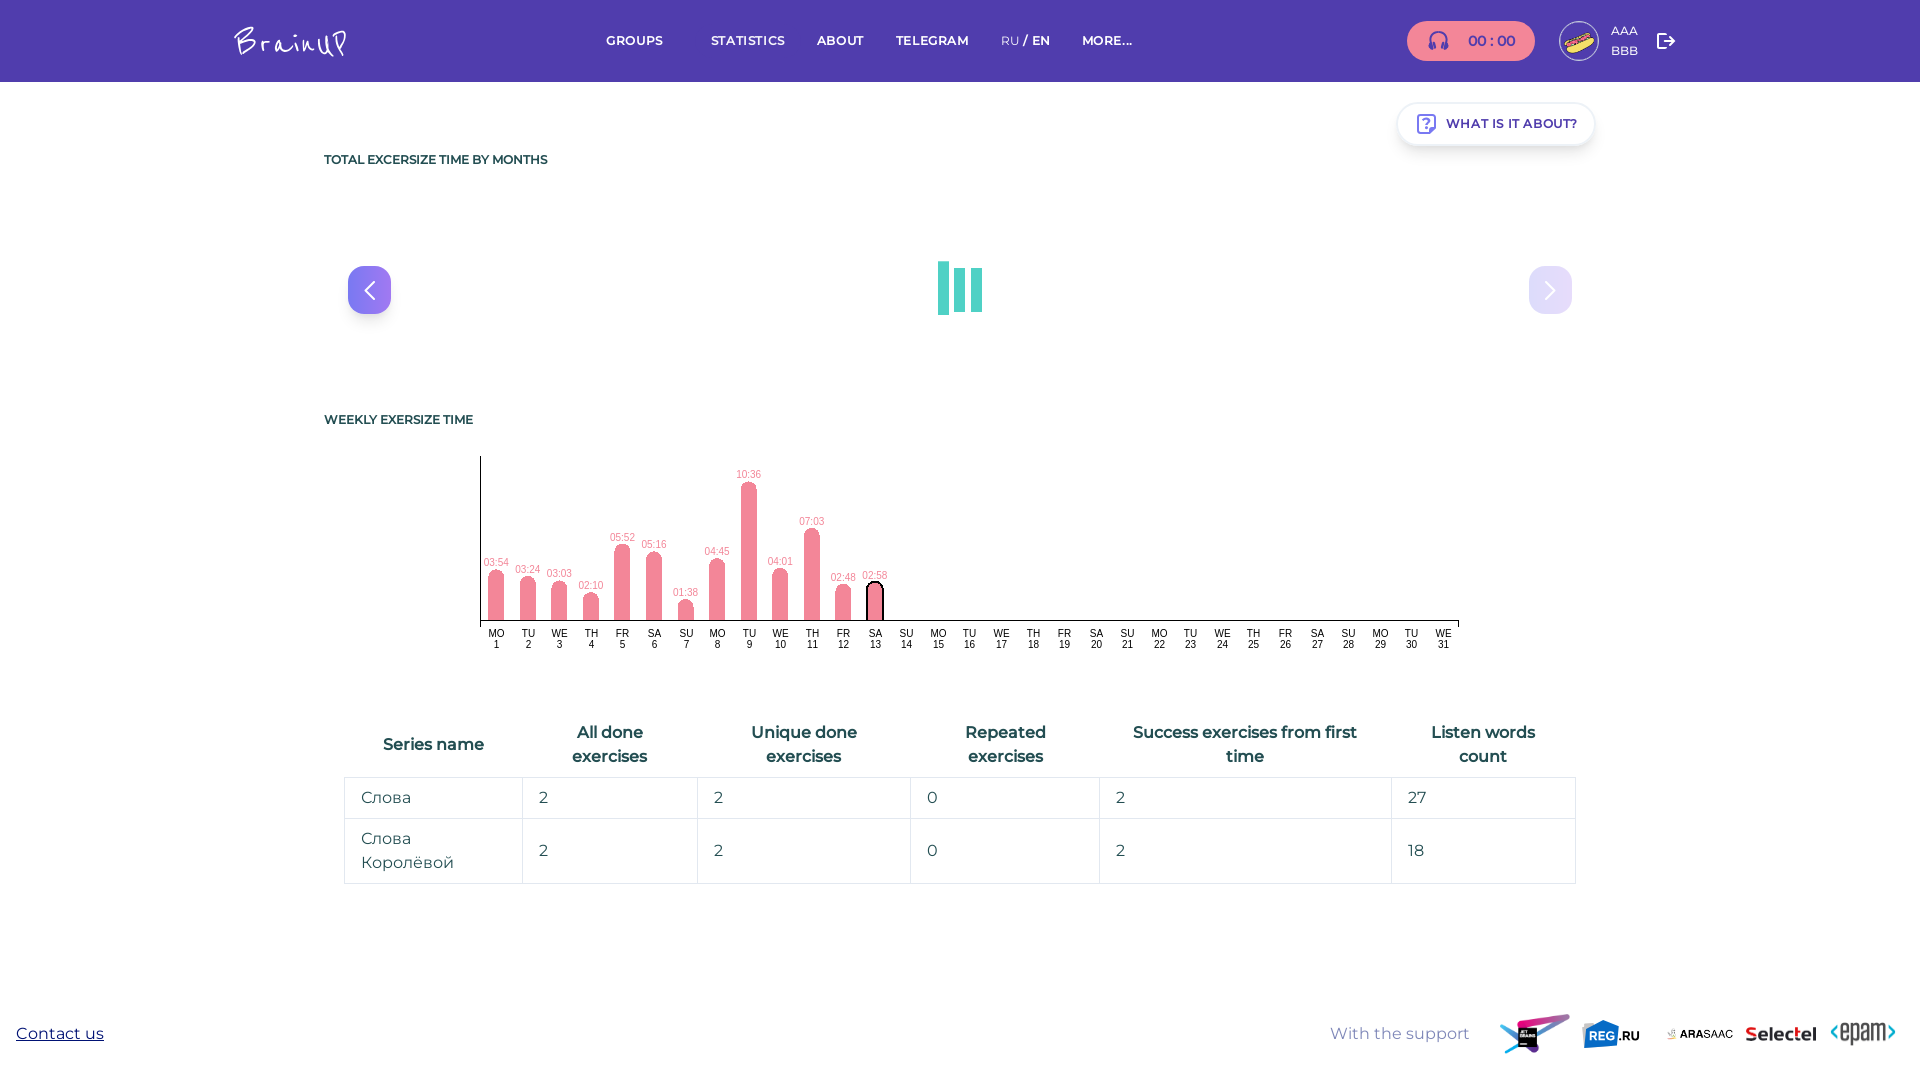 BrainUP
GROUPS
STATISTICS
ABOUT
TELEGRAM
RU / EN
MORE...
00 : 00
AAA
BBB
WHAT IS IT ABOUT?
TOTAL EXCERSIZE TIME BY MONTHS
WEEKLY EXERSIZE TIME
03:54 03:24 03:03 02:10 05:52 05:16 01:38 04:45 10:36 04:01 07:03 02:48 02:58
MO TU WE TH FR SA SU MO TU WE TH FR SA SU MO TU WE TH FR SA SU MO TU WE TH FR SA SU MO TU WE
1 2 3 4 5 6 7 8 9 10 11 12 13 14 15 16 17 18 19 20 21 22 23 24 25 26 27 28 29 30 31
Series name
All done
exercises
Unique done
exercises
Repeated
exercises
Success exercises from first
time
Listen words
count
Слова 2 2 0 2 27
Слова
Королёвой
2 2 0 2 18
Contact us
With the support
REG.RU
ARASAAC
Selectel
<epam>